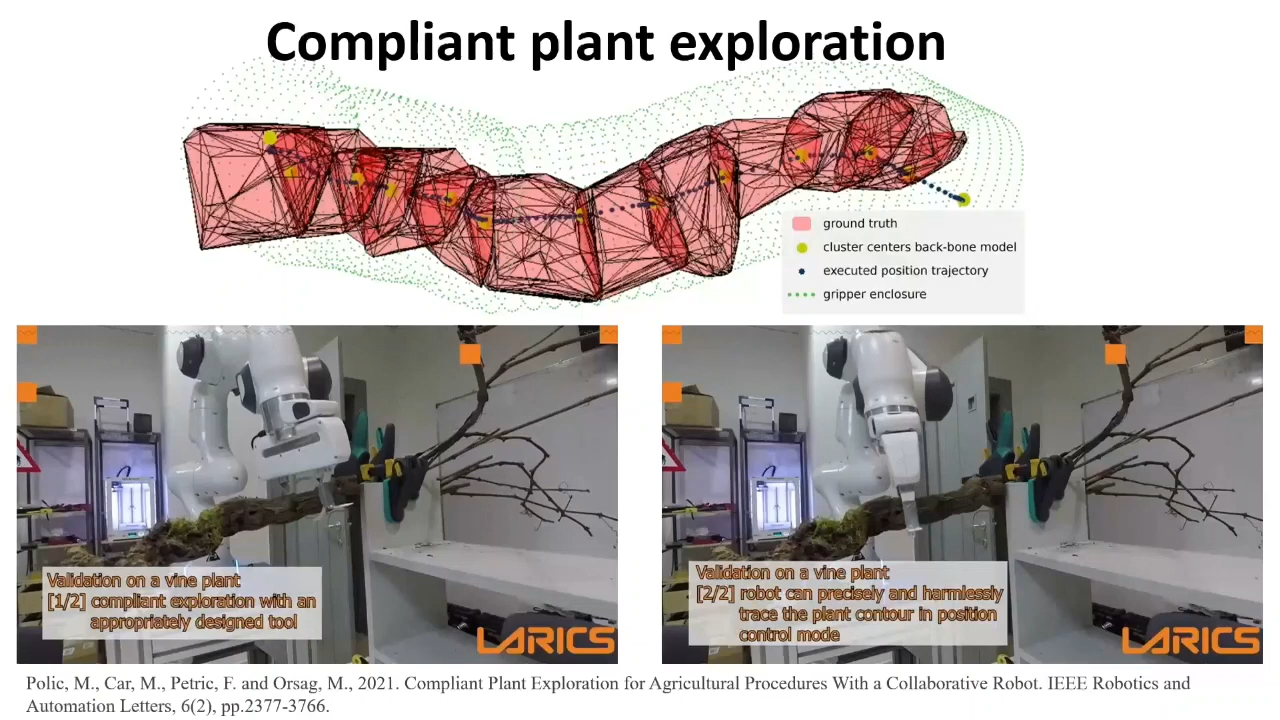 Compliant plant exploration
ground truth
cluster centers back-bone model
executed position trajectory
gripper enclosure
Validation on a vine plant
[1/2] compliant exploration with an
appropriately designed tool
LARICS
Validation on a vine plant
[2/2] robot can precisely and harmlessly
trace the plant contour in position
control mode
LARICS
Polic, M., Car, M., Petric, F. and Orsag, M., 2021. Compliant Plant Exploration for Agricultural Procedures With a Collaborative Robot. IEEE Robotics and
Automation Letters, 6(2), pp.2377-3766.